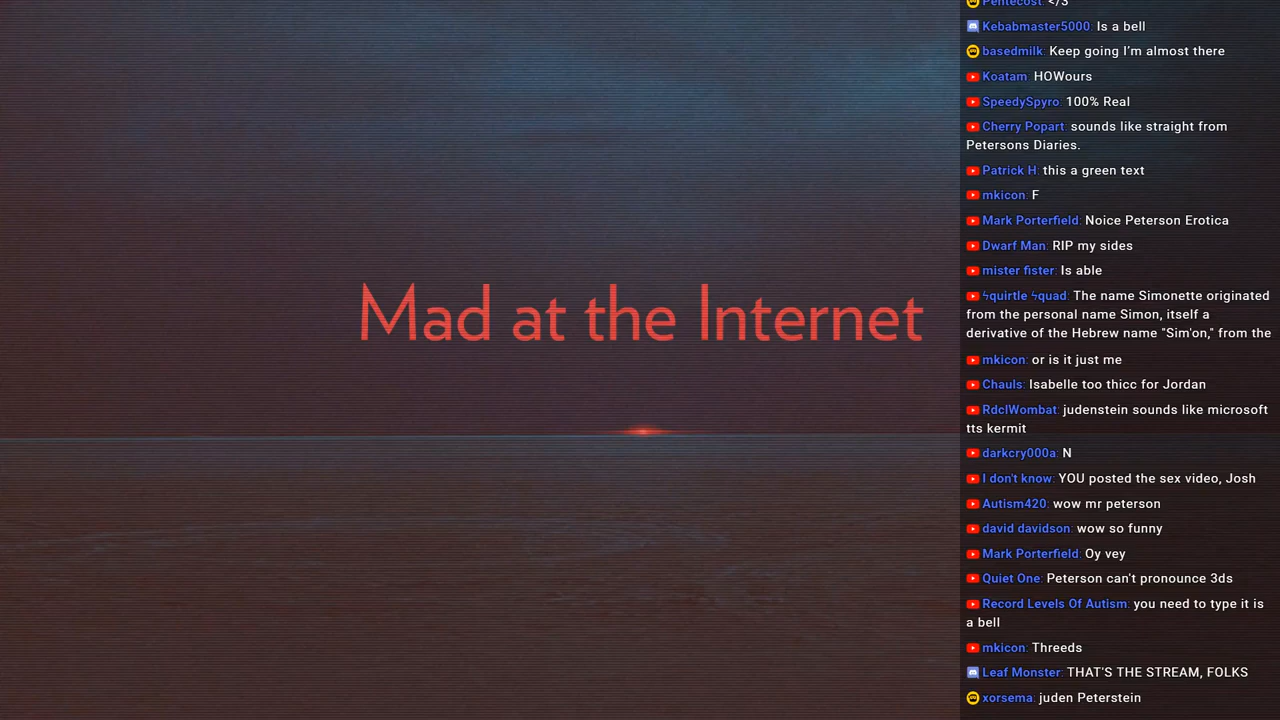 Mad at the Internet
Pentecost: </3
Kebabmaster5000: Is a bell
basedmilk: Keep going I'm almost there
Koatam: HOWours
SpeedySpyro: 100% Real
Cherry Popart: sounds like straight from
Petersons Diaries.
Patrick H: this a green text
mkicon: F
Mark Porterfield: Noice Peterson Erotica
Dwarf Man: RIP my sides
mister fister: Is able
ϟquirtle ϟquad: The name Simonette originated
from the personal name Simon, itself a
derivative of the Hebrew name "Sim'on," from the
mkicon: or is it just me
Chauls: Isabelle too thicc for Jordan
RdclWombat: judenstein sounds like microsoft
tts kermit
darkcry000a: N
I don't know: YOU posted the sex video, Josh
Autism420: wow mr peterson
david davidson: wow so funny
Mark Porterfield: Oy vey
Quiet One: Peterson can't pronounce 3ds
Record Levels Of Autism: you need to type it is
a bell
mkicon: Threeds
Leaf Monster: THAT'S THE STREAM, FOLKS
xorsema: juden Peterstein